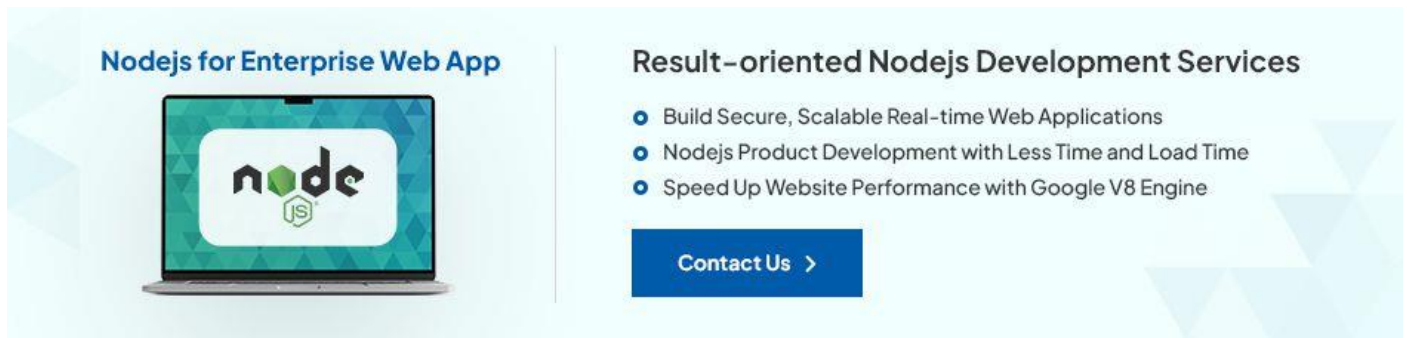 Nodejs for Enterprise Web App
node
JS
Result-oriented Nodejs Development Services
Build Secure, Scalable Real-time Web Applications
Nodejs Product Development with Less Time and Load Time
Speed Up Website Performance with Google V8 Engine
Contact Us